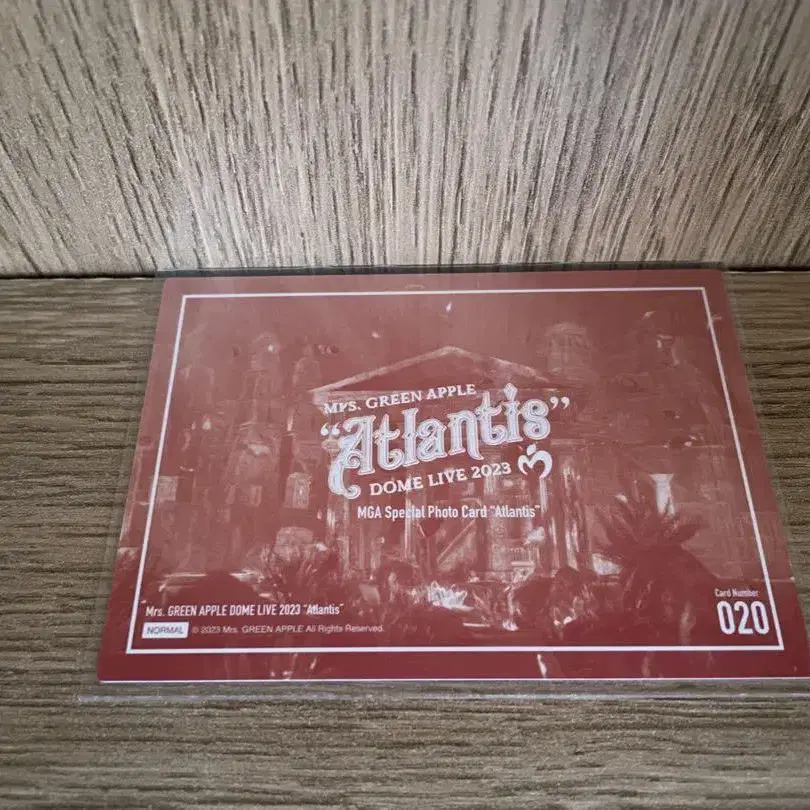 Mrs. GREEN APPLE
"Atlantis"
DOME LIVE 2023
MGA Special Photo Card "Atlantis"
Mrs. GREEN APPLE DOME LIVE 2023 "Atlantis"
NORMAL © 2023 Mrs. GREEN APPLE All Rights Reserved.
Card Number
020